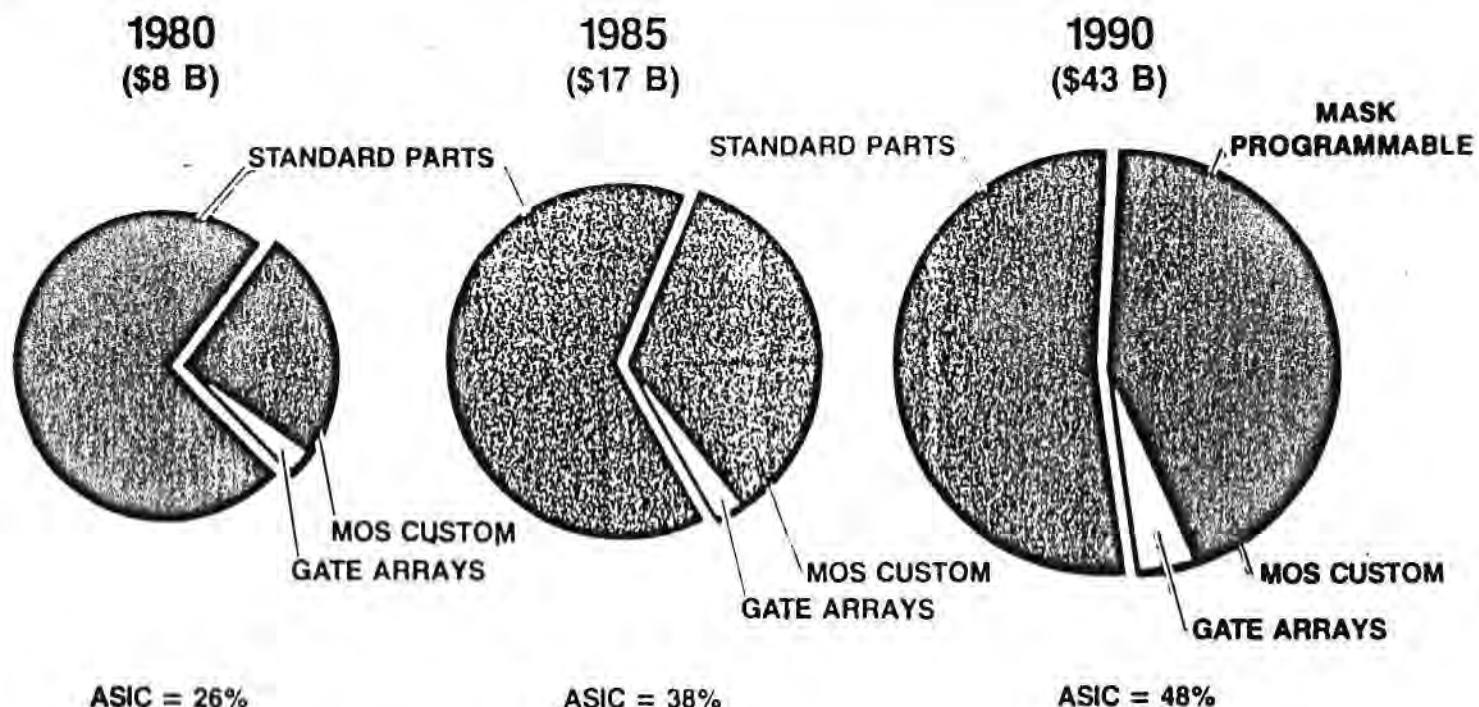 1980
($8 B)
1985
($17 B)
1990
($43 B)
STANDARD PARTS
STANDARD PARTS
MASK
PROGRAMMABLE
MOS CUSTOM
GATE ARRAYS
MOS CUSTOM
GATE ARRAYS
MOS CUSTOM
GATE ARRAYS
ASIC = 26%
ASIC = 38%
ASIC = 48%